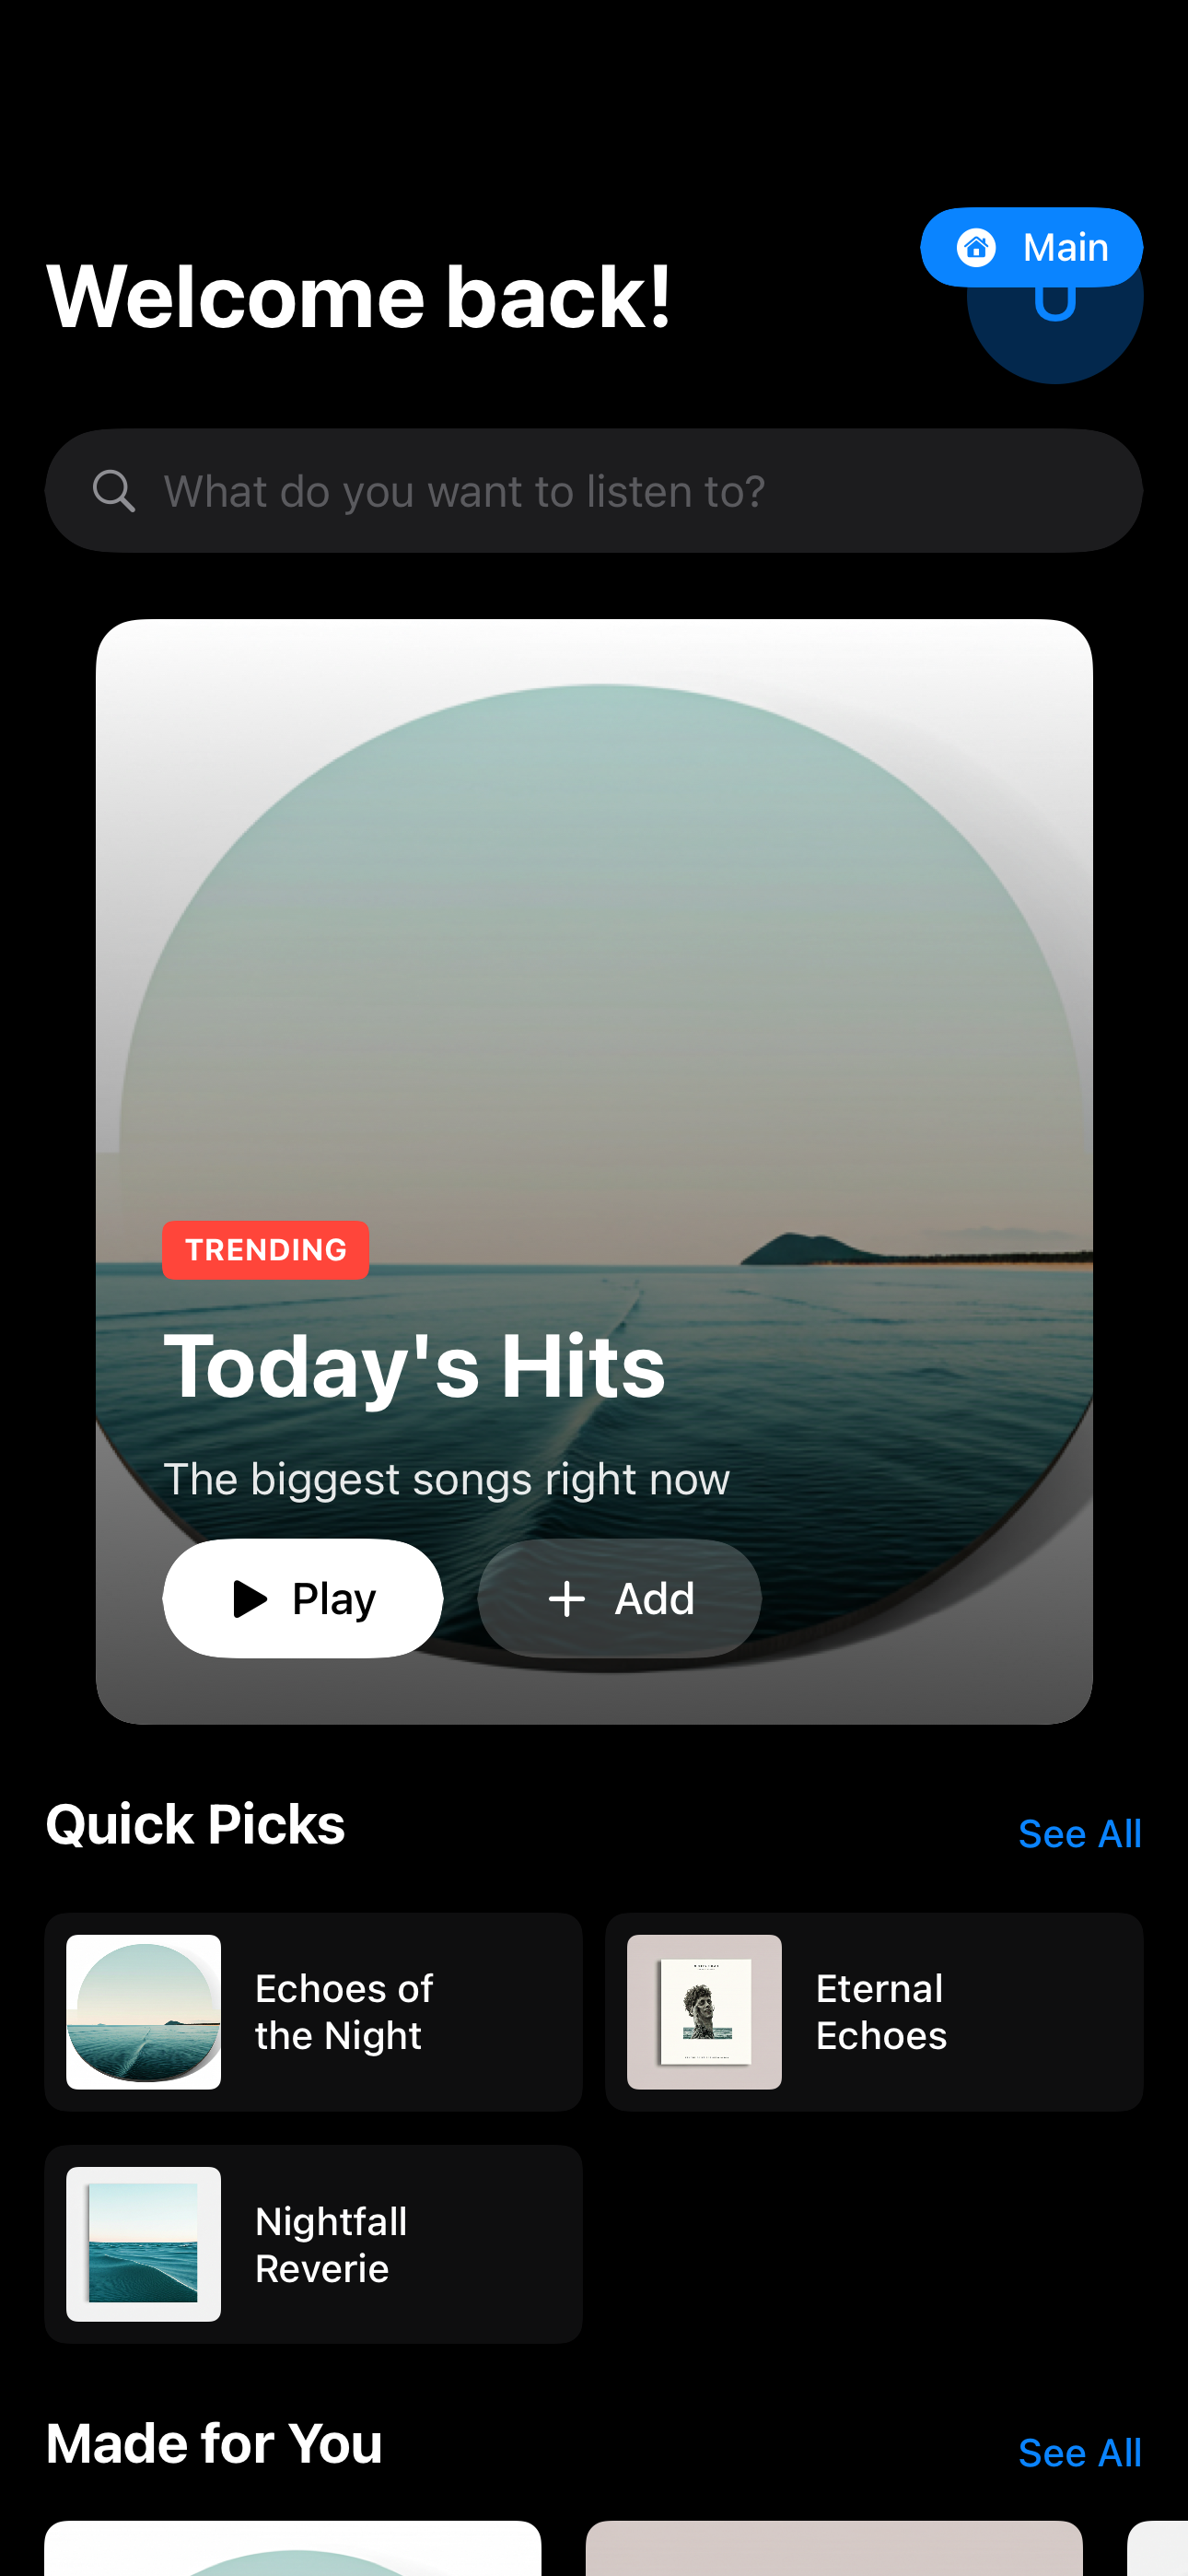 Main
Welcome back!
What do you want to listen to?
TRENDING
Today's Hits
The biggest songs right now
Play
Add
Quick Picks
See All
Echoes of
the Night
Eternal
Echoes
Nightfall
Reverie
Made for You
See All